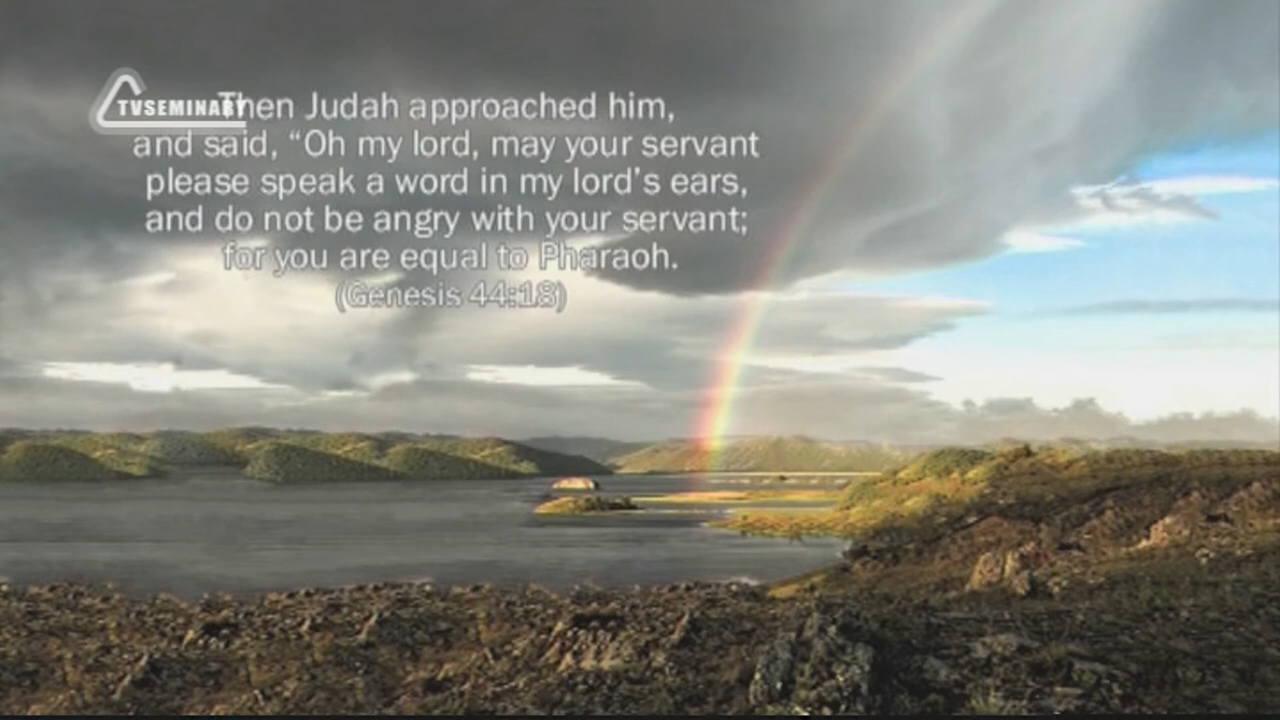 TVSEMINARY
Then Judah approached him,
and said, “Oh my lord, may your servant
please speak a word in my lord's ears,
and do not be angry with your servant;
for you are equal to Pharaoh.
(Genesis 44:18)